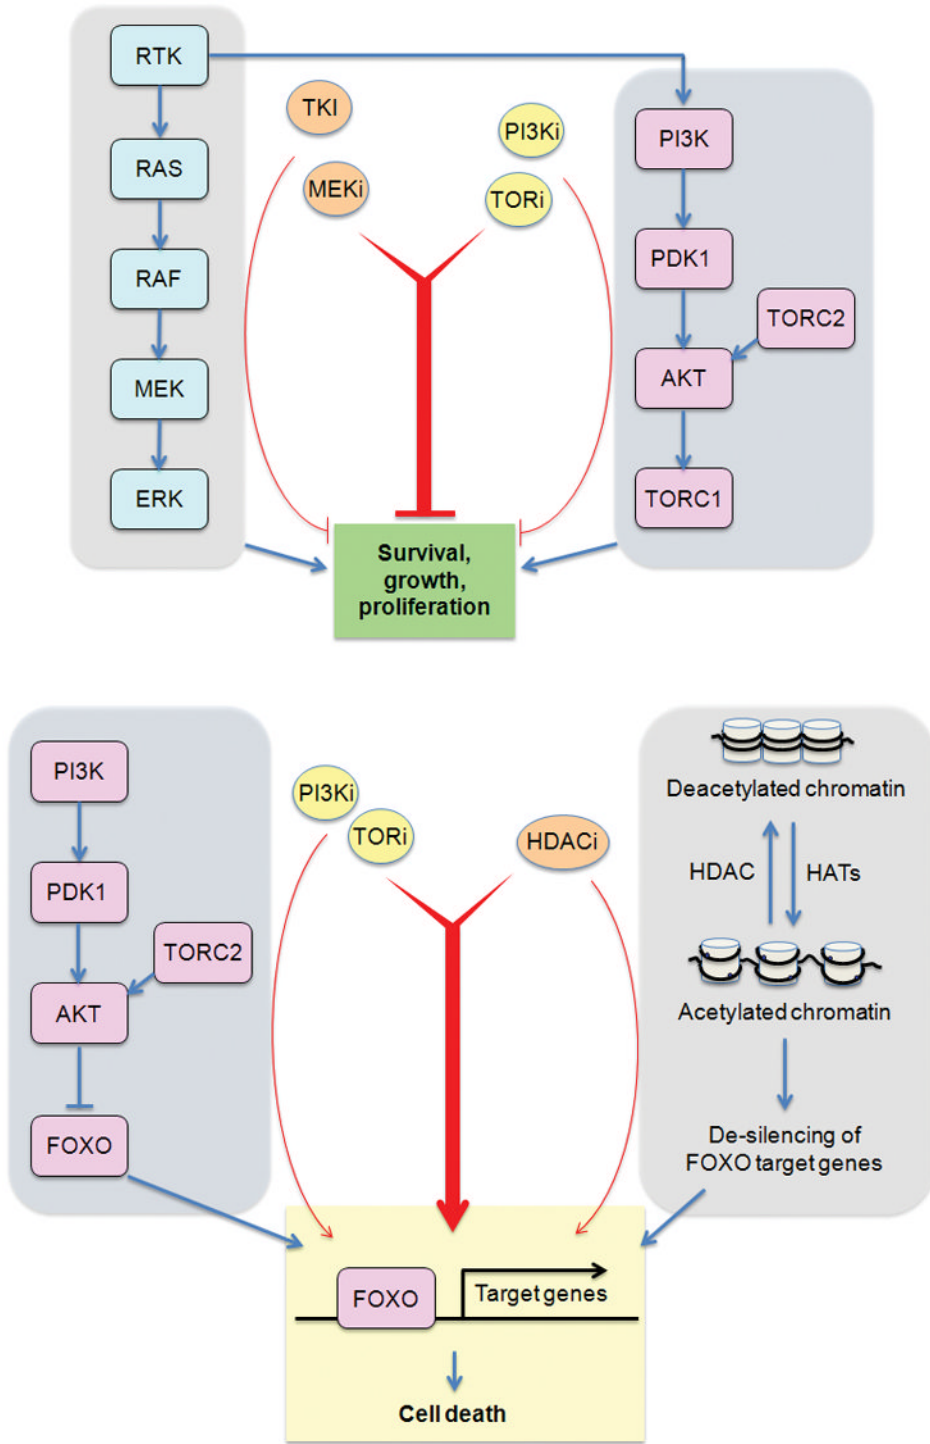 RTK
RAS
RAF
MEK
ERK
TKI
MEKi
PI3Ki
TORi
PI3K
PDK1
TORC2
AKT
TORC1
Survival,
growth,
proliferation
PI3K
PDK1
TORC2
AKT
FOXO
PI3Ki
TORi
HDACi
Deacetylated chromatin
HDAC
HATs
Acetylated chromatin
De-silencing of
FOXO target genes
FOXO
Target genes
Cell death